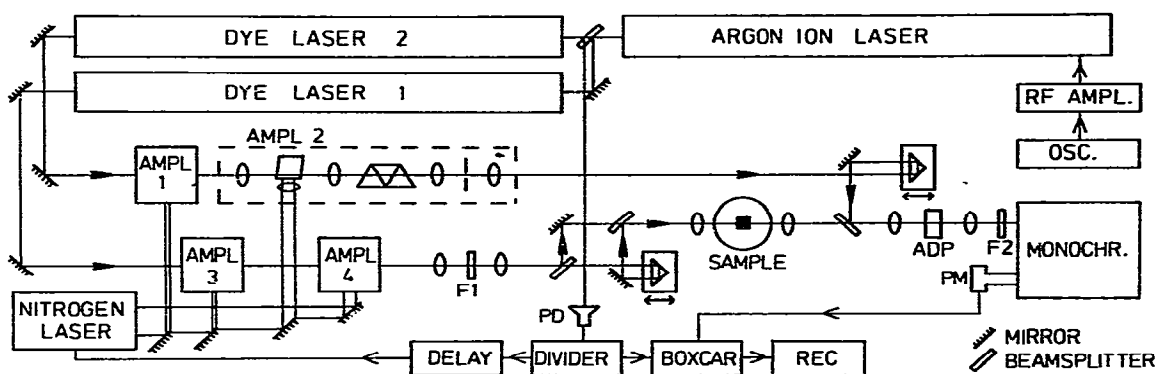 DYE LASER 2
ARGON ION LASER
DYE LASER 1
RF AMPL.
OSC.
AMPL 2
AMPL
1
AMPL
3
AMPL
4
F1
SAMPLE
ADP
F2
MONOCHR.
PM
NITROGEN
LASER
PD
DELAY
DIVIDER
BOXCAR
REC
MIRROR
BEAMSPLITTER